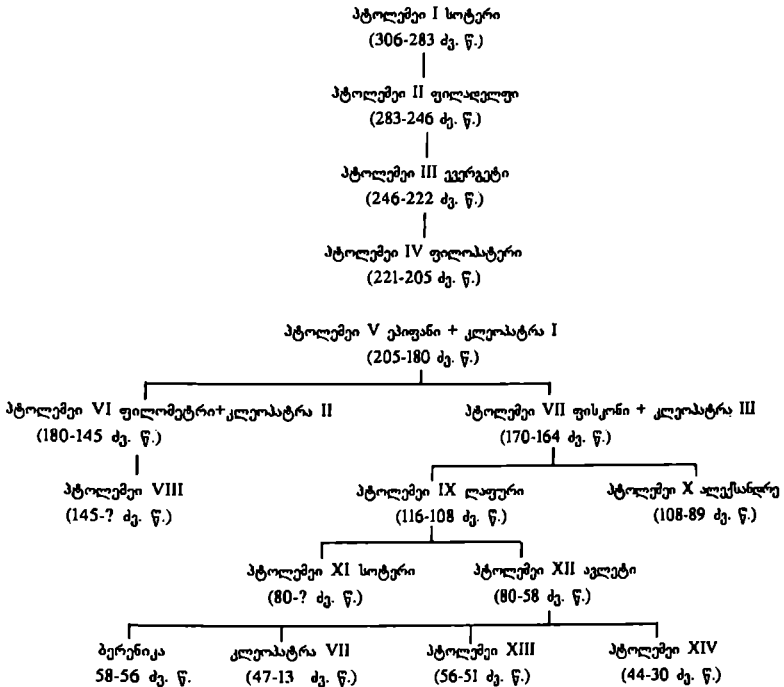 პტოლემეი I სოტერი
(306-283 ძვ. წ.)
პტოლემეი II ფილადელფი
(283-246 ძვ. წ.)
პტოლემეი III ევერგეტი
(246-222 ძვ. წ.)
პტოლემეი IV ფილოპატერი
(221-205 ძვ. წ.)
პტოლემეი V ეპიფანი + კლეოპატრა I
(205-180 ძვ. წ.)
პტოლემეი VI ფილომეტრი+კლეოპატრა II პტოლემეი VII ფისკონი + კლეოპატრა III
(180-145 ძვ. წ.) (170-164 ძვ. წ.)
პტოლემეი VIII პტოლემეი IX ლაფური პტოლემეი X ალექსანდრე
(145-? ძვ. წ.) (116-108 ძვ. წ.) (108-89 ძვ. წ.)
პტოლემეი XI სოტერი პტოლემეი XII ავლეტი
(80-? ძვ. წ.) (80-58 ძვ. წ.)
ბერენიკა კლეოპატრა VII პტოლემეი XIII პტოლემეი XIV
58-56 ძვ. წ. (47-13 ძვ. წ.) (56-51 ძვ. წ.) (44-30 ძვ. წ.)